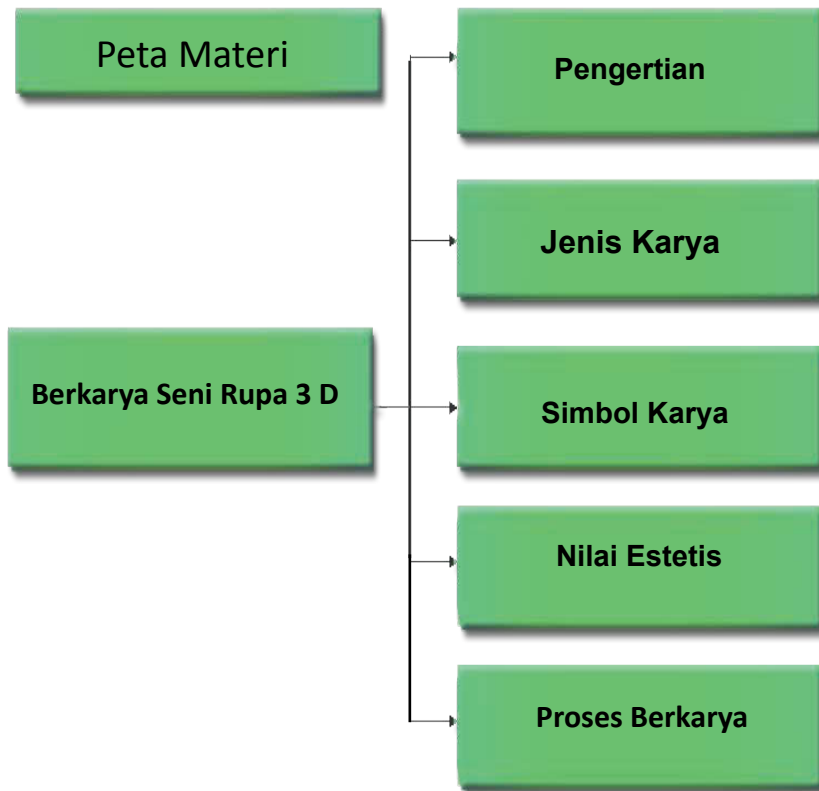 Peta Materi
Pengertian
Jenis Karya
Berkarya Seni Rupa 3 D
Simbol Karya
Nilai Estetis
Proses Berkarya